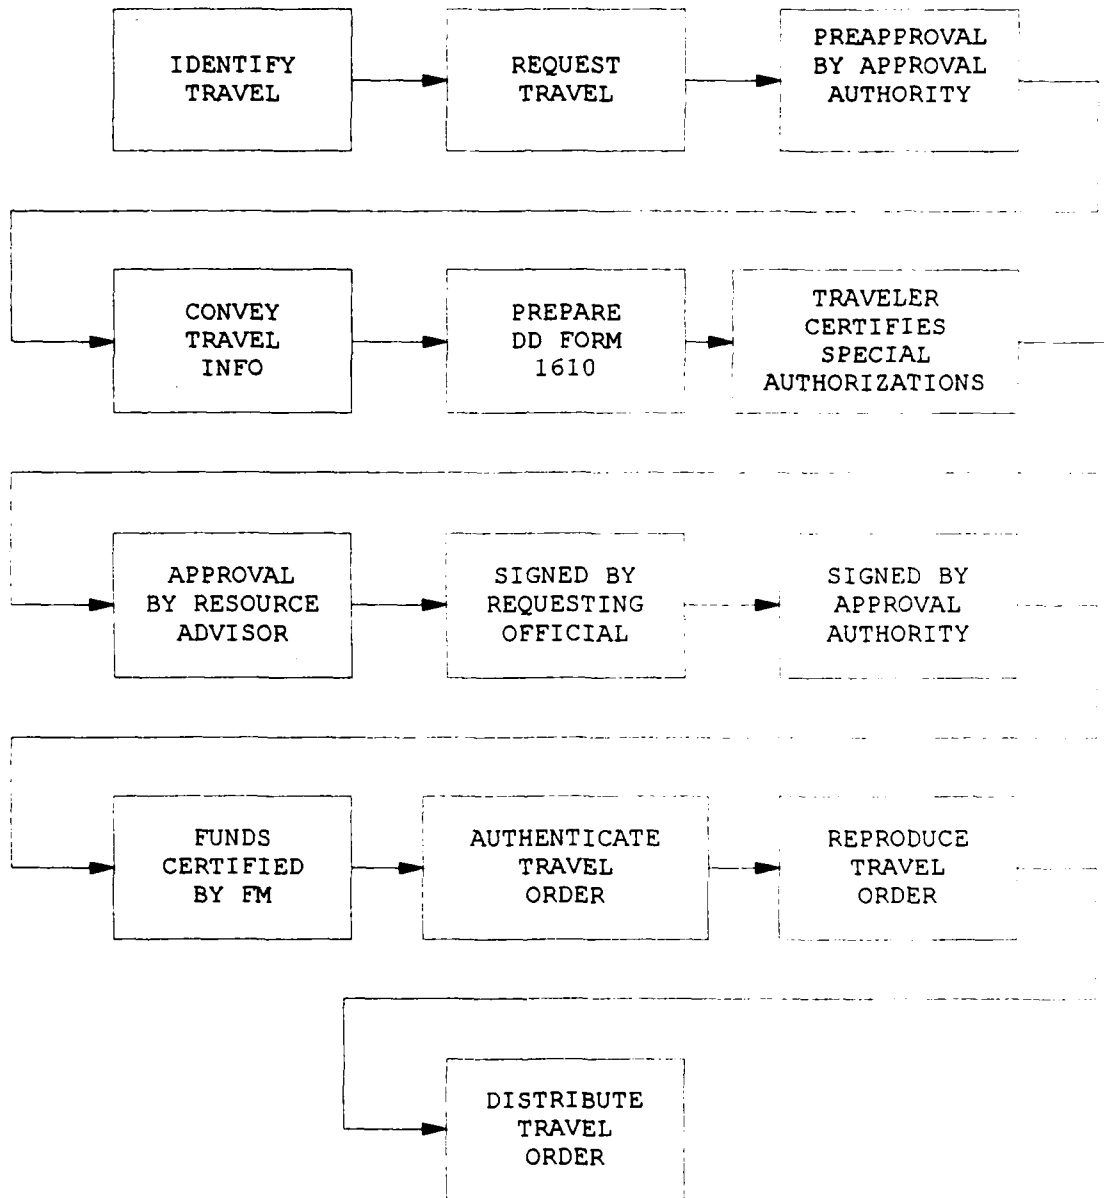 IDENTIFY
TRAVEL
REQUEST
TRAVEL
PREAPPROVAL
BY APPROVAL
AUTHORITY
CONVEY
TRAVEL
INFO
PREPARE
DD FORM
1610
TRAVELER
CERTIFIES
SPECIAL
AUTHORIZATIONS
APPROVAL
BY RESOURCE
ADVISOR
SIGNED BY
REQUESTING
OFFICIAL
SIGNED BY
APPROVAL
AUTHORITY
FUNDS
CERTIFIED
BY FM
AUTHENTICATE
TRAVEL
ORDER
REPRODUCE
TRAVEL
ORDER
DISTRIBUTE
TRAVEL
ORDER